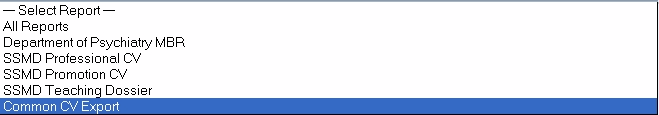 — Select Report —
All Reports
Department of Psychiatry MBR
SSMD Professional CV
SSMD Promotion CV
SSMD Teaching Dossier
Common CV Export